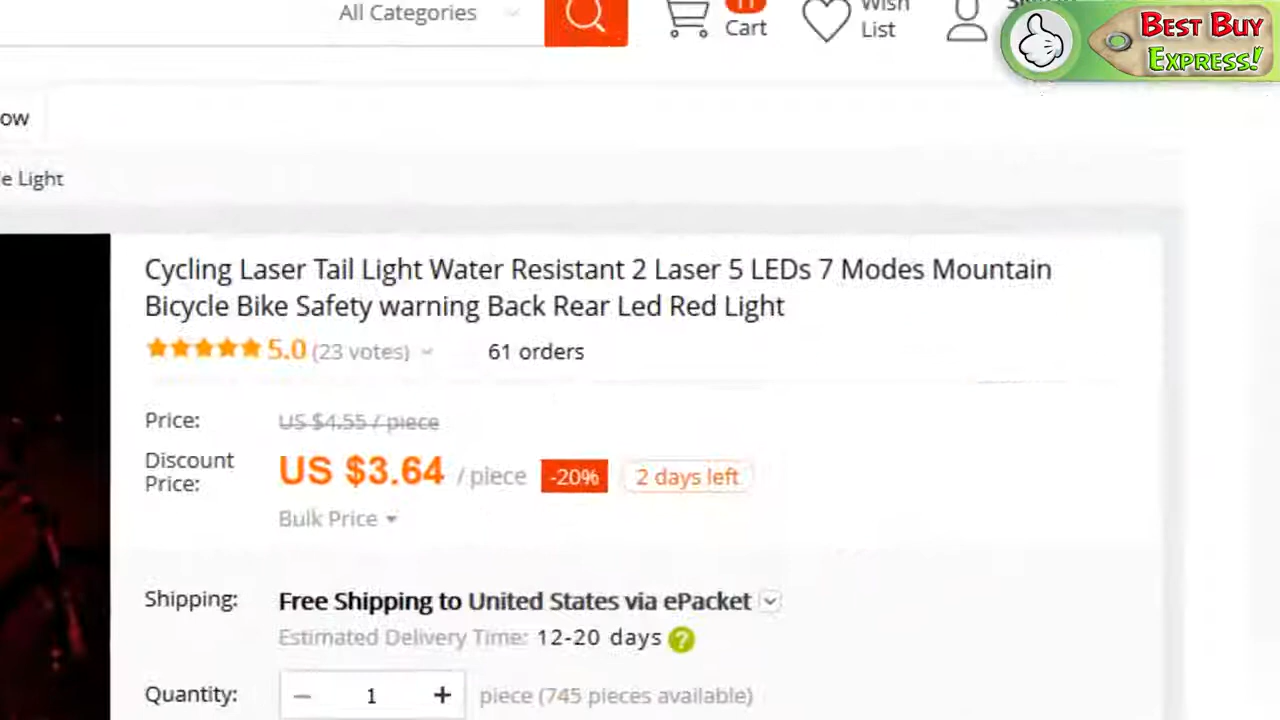 All Categories
11
Cart
Wish
List
BEST BUY
EXPRESS!
ow
e Light
Cycling Laser Tail Light Water Resistant 2 Laser 5 LEDs 7 Modes Mountain
Bicycle Bike Safety warning Back Rear Led Red Light
5.0 (23 votes) 61 orders
Price: US $4.55 / piece
Discount
Price: US $3.64 / piece -20% 2 days left
Bulk Price
Shipping: Free Shipping to United States via ePacket
Estimated Delivery Time: 12-20 days ?
Quantity: − 1 + piece (745 pieces available)